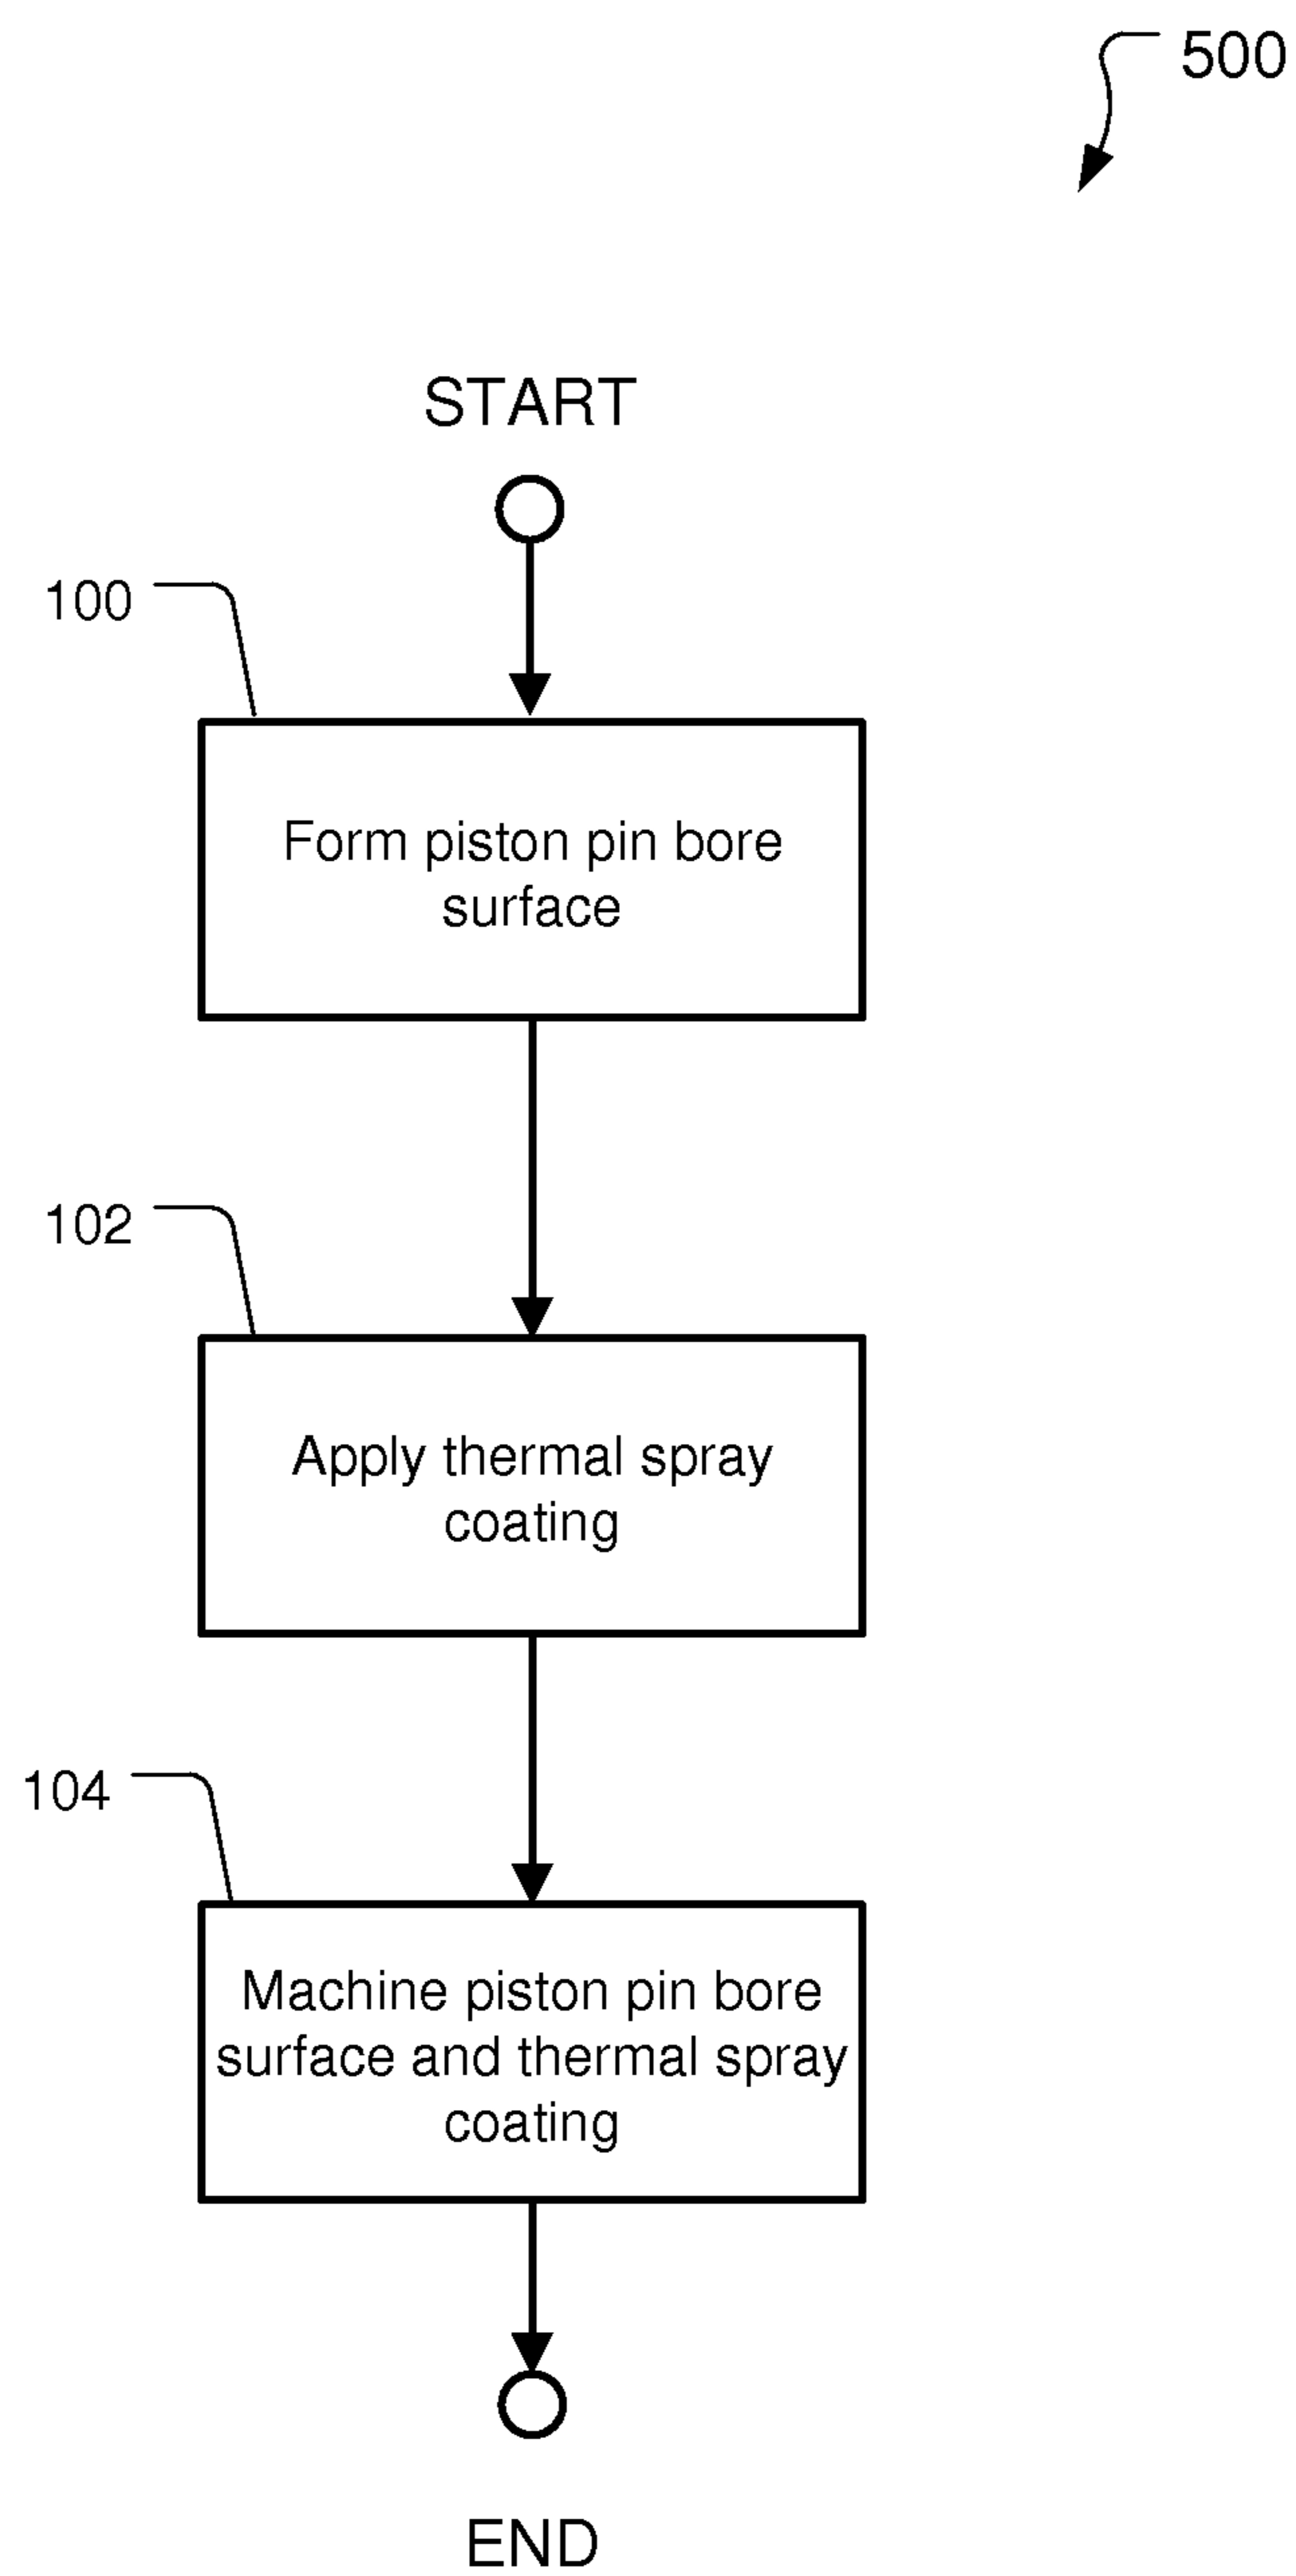 500
START
100
Form piston pin bore
surface
102
Apply thermal spray
coating
104
Machine piston pin bore
surface and thermal spray
coating
END